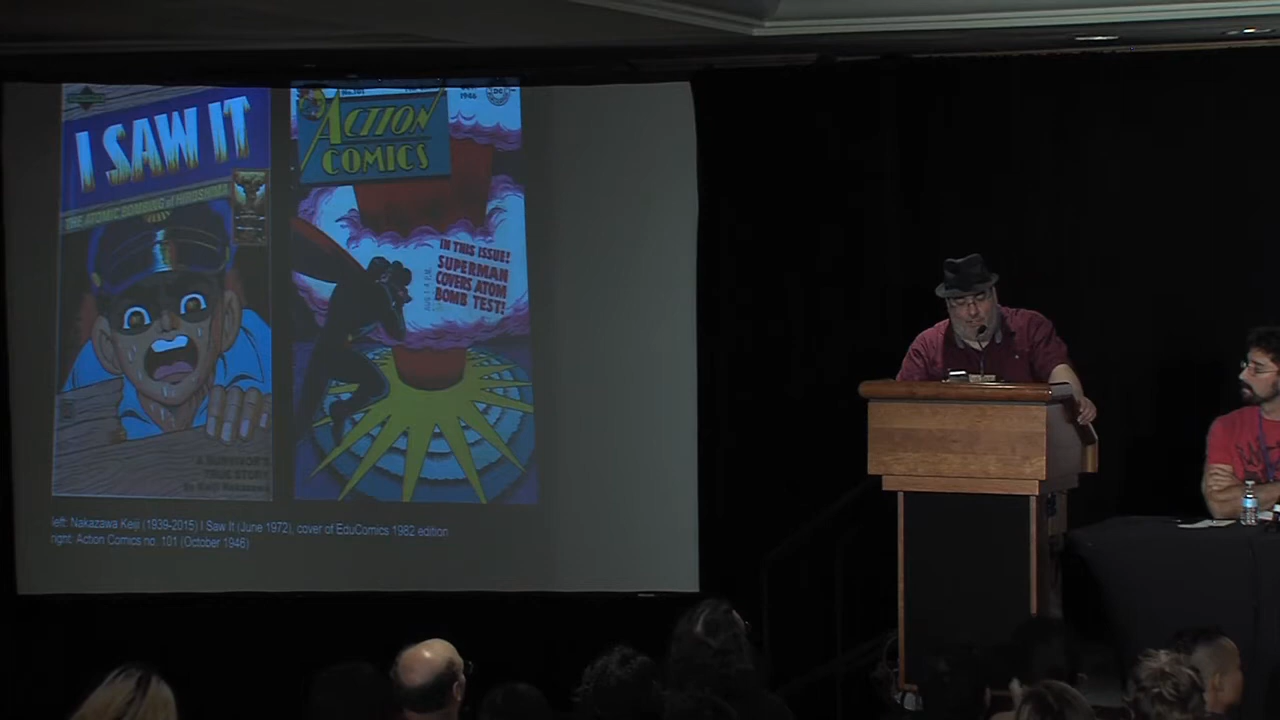 I SAW IT
THE ATOMIC BOMBING of HIROSHIMA
A SURVIVOR'S
TRUE STORY
by Keiji Nakazawa
No. 101
1946
DC
ACTION
COMICS
IN THIS ISSUE!
SUPERMAN
COVERS ATOM
BOMB TEST!
left: Nakazawa Keiji (1939-2015) I Saw It (June 1972), cover of EduComics 1982 edition
right: Action Comics no. 101 (October 1946)